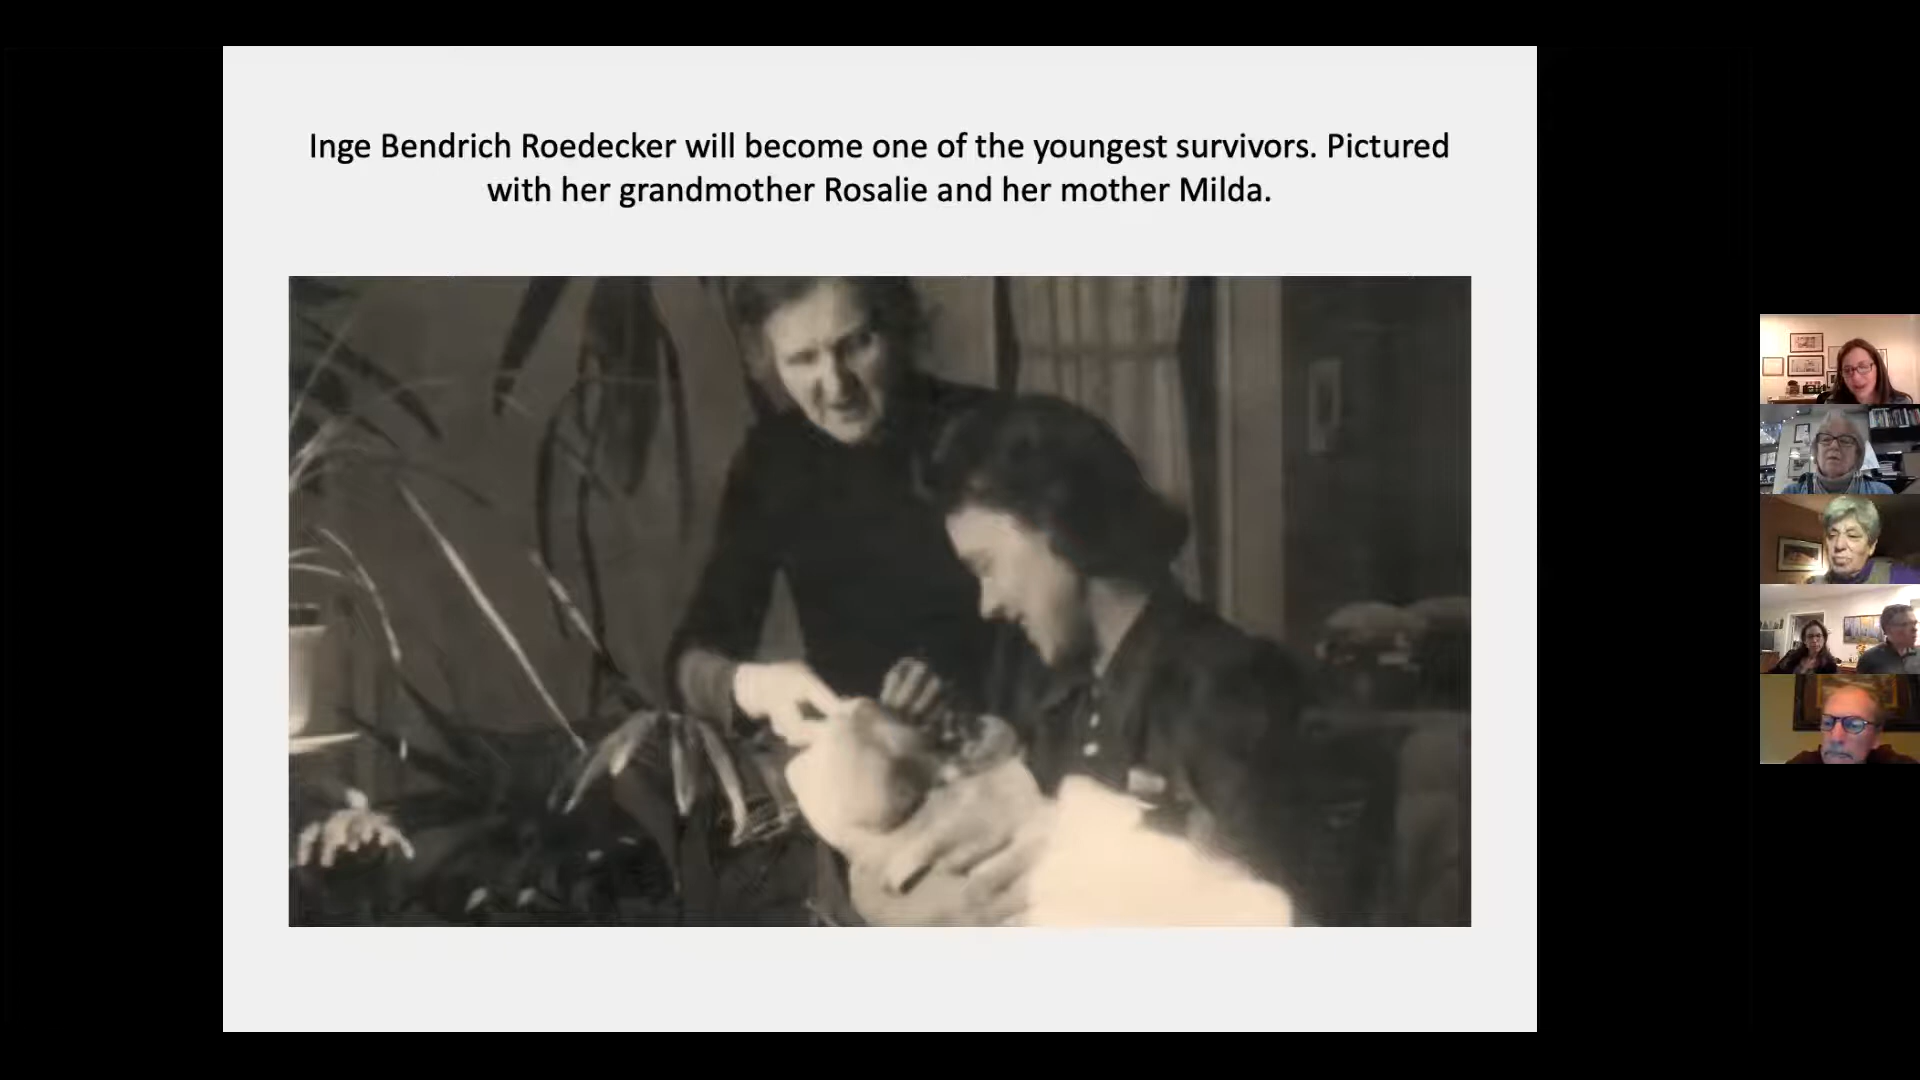 Inge Bendrich Roedecker will become one of the youngest survivors. Pictured
with her grandmother Rosalie and her mother Milda.